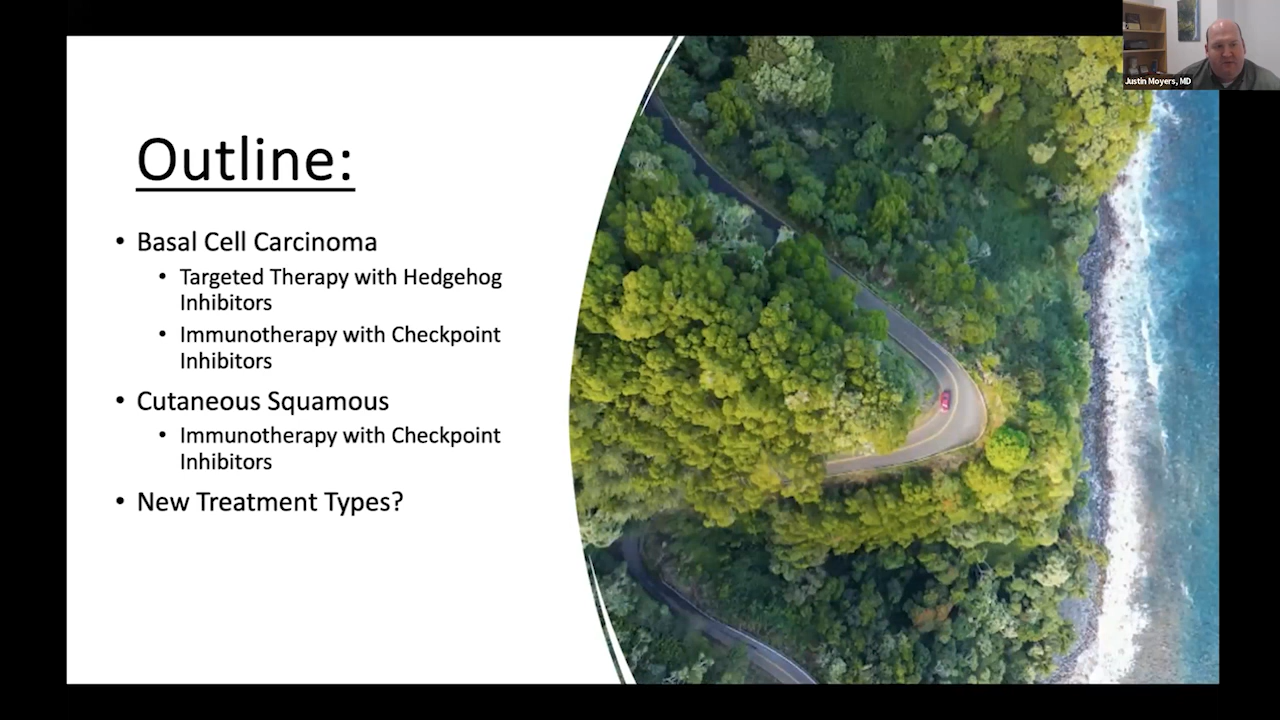 Justin Moyers, MD
Outline:
• Basal Cell Carcinoma
• Targeted Therapy with Hedgehog
Inhibitors
• Immunotherapy with Checkpoint
Inhibitors
• Cutaneous Squamous
• Immunotherapy with Checkpoint
Inhibitors
• New Treatment Types?